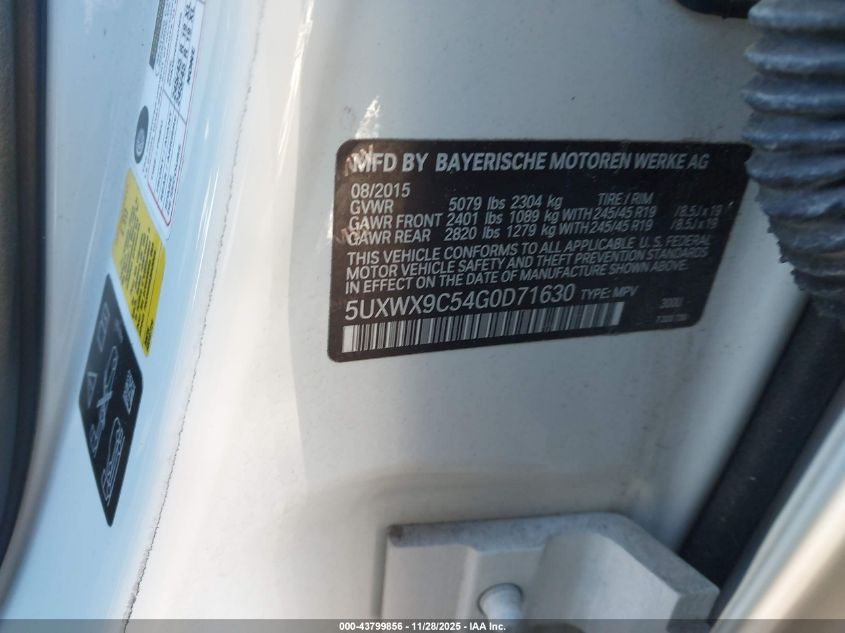 MFD BY BAYERISCHE MOTOREN WERKE AG
08/2015
GVWR 5079 lbs 2304 kg TIRE / RIM
GAWR FRONT 2401 lbs 1089 kg WITH 245/45 R19 / 8.5J x 19
GAWR REAR 2820 lbs 1279 kg WITH 245/45 R19 / 8.5J x 19
THIS VEHICLE CONFORMS TO ALL APPLICABLE U.S. FEDERAL
MOTOR VEHICLE SAFETY AND THEFT PREVENTION STANDARDS
IN EFFECT ON THE DATE OF MANUFACTURE SHOWN ABOVE.
5UXWX9C54G0D71630 TYPE: MPV 300U
000-43799856 | 11/28/2025 | IAA Inc.